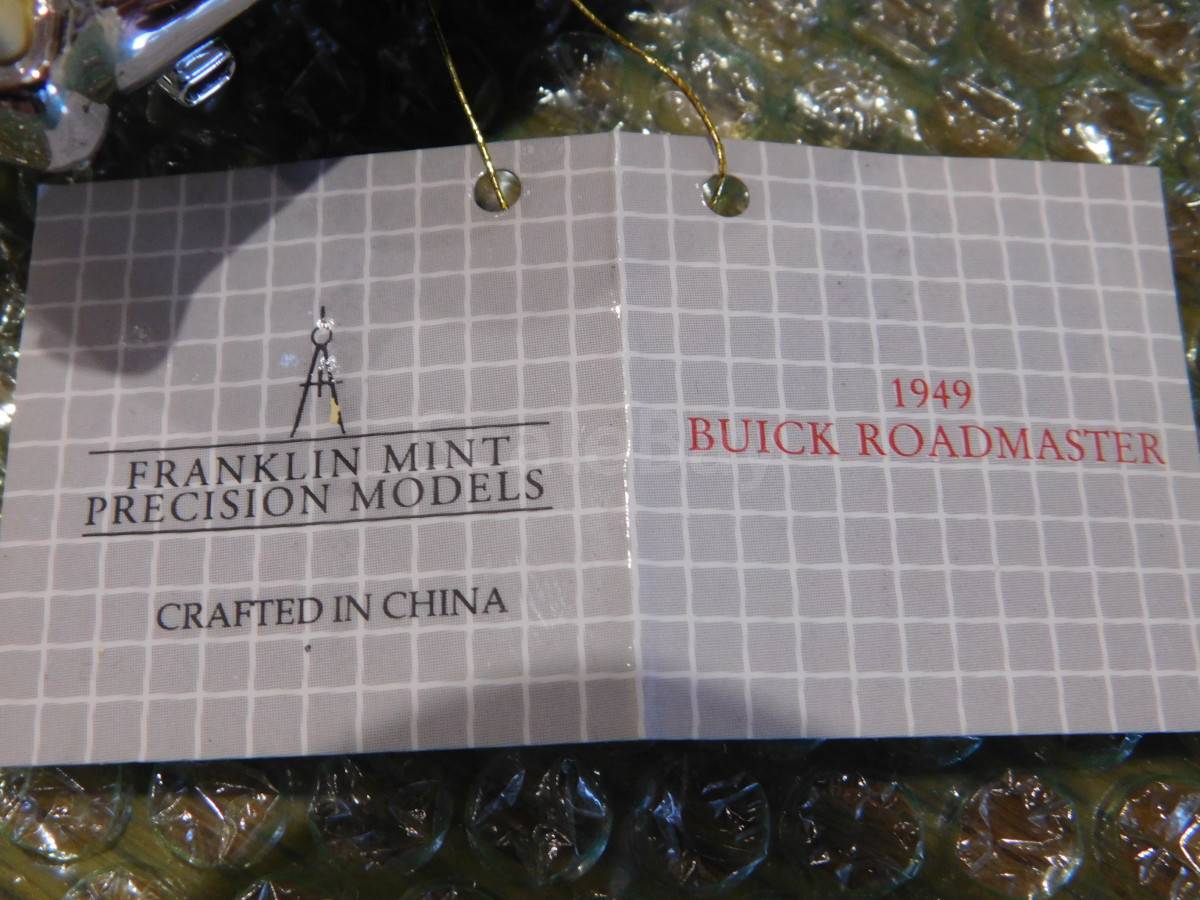 FRANKLIN MINT
PRECISION MODELS
CRAFTED IN CHINA
1949
BUICK ROADMASTER